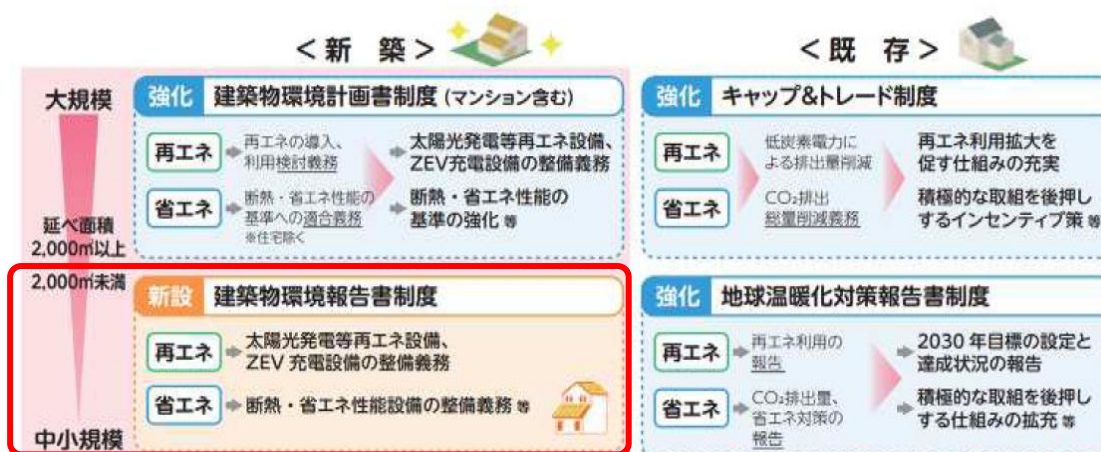 <新 築>
<既 存>
大規模
延べ面積
2,000㎡以上
2,000㎡未満
中小規模
強化 建築物環境計画書制度 (マンション含む)
再エネ
再エネの導入、
利用検討義務
太陽光発電等再エネ設備、
ZEV充電設備の整備義務
省エネ
断熱・省エネ性能の
基準への適合義務
※住宅除く
断熱・省エネ性能の
基準の強化 等
強化 キャップ&トレード制度
再エネ
低炭素電力に
よる排出量削減
再エネ利用拡大を
促す仕組みの充実
省エネ
CO₂排出
総量削減義務
積極的な取組を後押し
するインセンティブ策 等
新設 建築物環境報告書制度
再エネ
太陽光発電等再エネ設備、
ZEV 充電設備の整備義務
省エネ
断熱・省エネ性能設備の整備義務 等
強化 地球温暖化対策報告書制度
再エネ
再エネ利用の
報告
2030 年目標の設定と
達成状況の報告
省エネ
CO₂排出量、
省エネ対策の
報告
積極的な取組を後押し
する仕組みの拡充 等